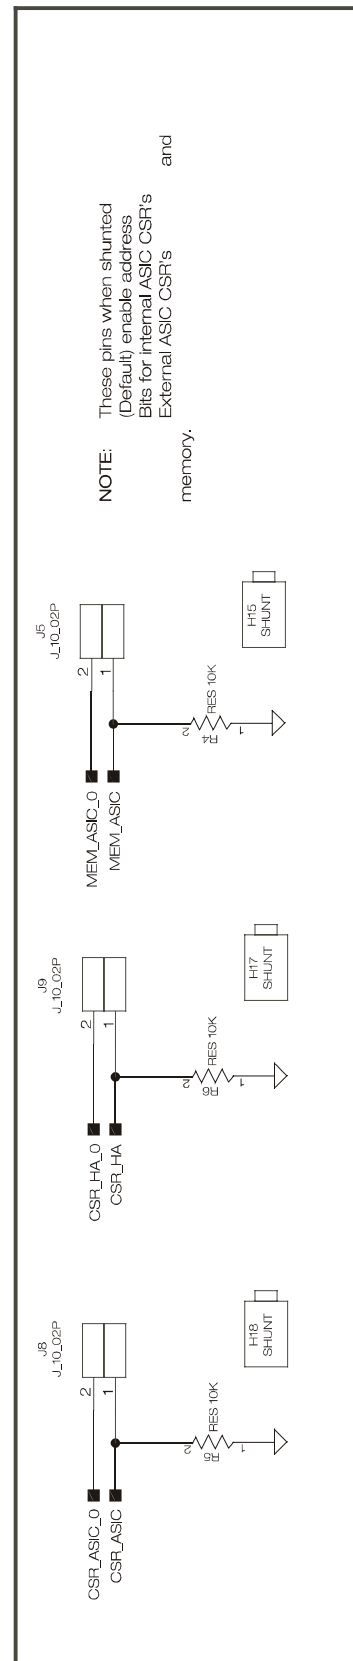 J8
J_10_02P
CSR_ASIC_0
2
CSR_ASIC
1
2
R5
RES 10K
1
H18
SHUNT
J9
J_10_02P
CSR_HA_0
2
CSR_HA
1
2
R6
RES 10K
1
H17
SHUNT
J5
J_10_02P
MEM_ASIC_0
2
MEM_ASIC
1
2
R4
RES 10K
1
H15
SHUNT
NOTE: These pins when shunted
(Default) enable address
Bits for internal ASIC CSR's
External ASIC CSR's and
memory.